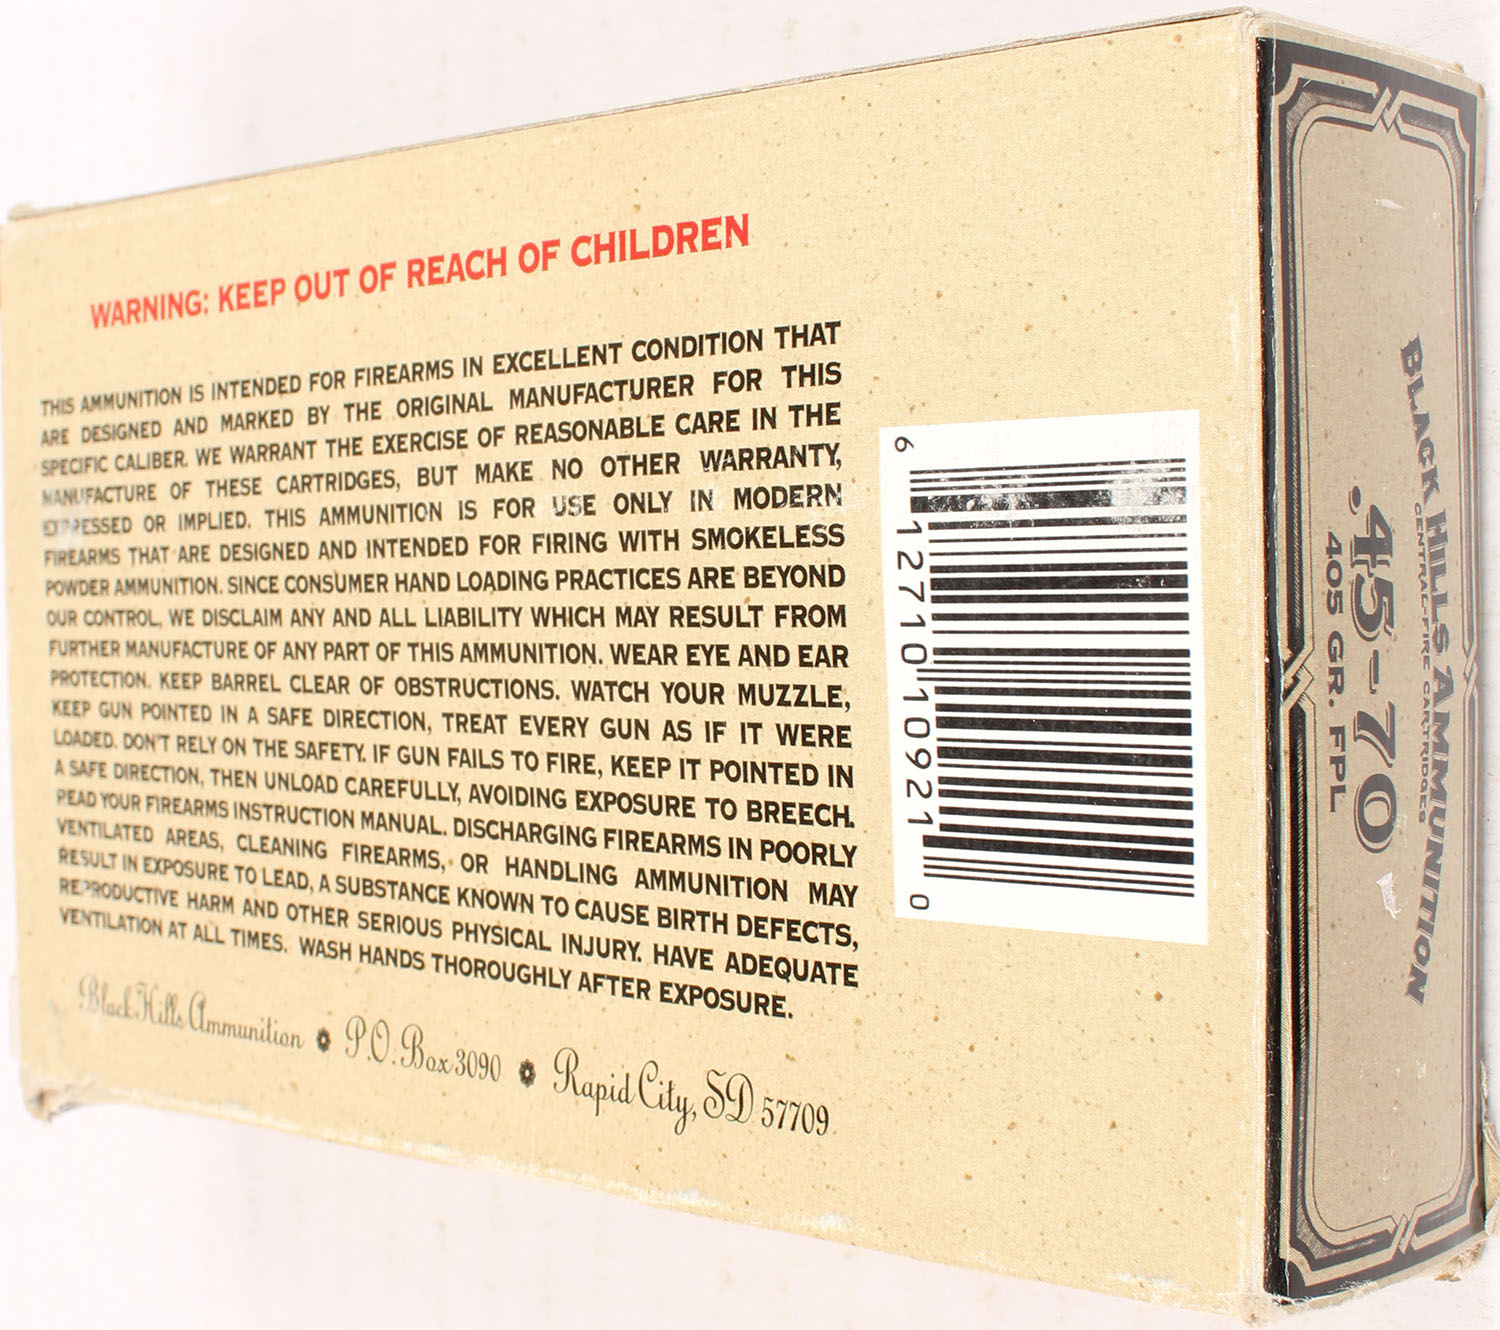 WARNING: KEEP OUT OF REACH OF CHILDREN
THIS AMMUNITION IS INTENDED FOR FIREARMS IN EXCELLENT CONDITION THAT
ARE DESIGNED AND MARKED BY THE ORIGINAL MANUFACTURER FOR THIS
SPECIFIC CALIBER. WE WARRANT THE EXERCISE OF REASONABLE CARE IN THE
MANUFACTURE OF THESE CARTRIDGES, BUT MAKE NO OTHER WARRANTY,
EXPRESSED OR IMPLIED. THIS AMMUNITION IS FOR USE ONLY IN MODERN
FIREARMS THAT ARE DESIGNED AND INTENDED FOR FIRING WITH SMOKELESS
POWDER AMMUNITION. SINCE CONSUMER HAND LOADING PRACTICES ARE BEYOND
OUR CONTROL, WE DISCLAIM ANY AND ALL LIABILITY WHICH MAY RESULT FROM
FURTHER MANUFACTURE OF ANY PART OF THIS AMMUNITION. WEAR EYE AND EAR
PROTECTION. KEEP BARREL CLEAR OF OBSTRUCTIONS. WATCH YOUR MUZZLE,
KEEP GUN POINTED IN A SAFE DIRECTION, TREAT EVERY GUN AS IF IT WERE
LOADED. DON'T RELY ON THE SAFETY. IF GUN FAILS TO FIRE, KEEP IT POINTED IN
A SAFE DIRECTION, THEN UNLOAD CAREFULLY, AVOIDING EXPOSURE TO BREECH.
READ YOUR FIREARMS INSTRUCTION MANUAL. DISCHARGING FIREARMS IN POORLY
VENTILATED AREAS, CLEANING FIREARMS, OR HANDLING AMMUNITION MAY
RESULT IN EXPOSURE TO LEAD, A SUBSTANCE KNOWN TO CAUSE BIRTH DEFECTS,
REPRODUCTIVE HARM AND OTHER SERIOUS PHYSICAL INJURY. HAVE ADEQUATE
VENTILATION AT ALL TIMES. WASH HANDS THOROUGHLY AFTER EXPOSURE.
Black Hills Ammunition • P.O. Box 3090 • Rapid City, SD 57709
6 12710 10921 0
BLACK HILLS AMMUNITION
CENTRAL-FIRE CARTRIDGES
.45-70
405 GR. FPL